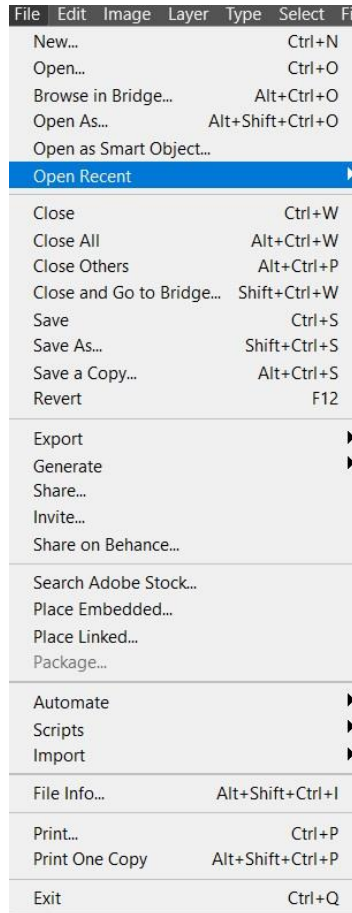 File Edit Image Layer Type Select Fi
New... Ctrl+N
Open... Ctrl+O
Browse in Bridge... Alt+Ctrl+O
Open As... Alt+Shift+Ctrl+O
Open as Smart Object...
Open Recent
Close Ctrl+W
Close All Alt+Ctrl+W
Close Others Alt+Ctrl+P
Close and Go to Bridge... Shift+Ctrl+W
Save Ctrl+S
Save As... Shift+Ctrl+S
Save a Copy... Alt+Ctrl+S
Revert F12
Export
Generate
Share...
Invite...
Share on Behance...
Search Adobe Stock...
Place Embedded...
Place Linked...
Package...
Automate
Scripts
Import
File Info... Alt+Shift+Ctrl+I
Print... Ctrl+P
Print One Copy Alt+Shift+Ctrl+P
Exit Ctrl+Q